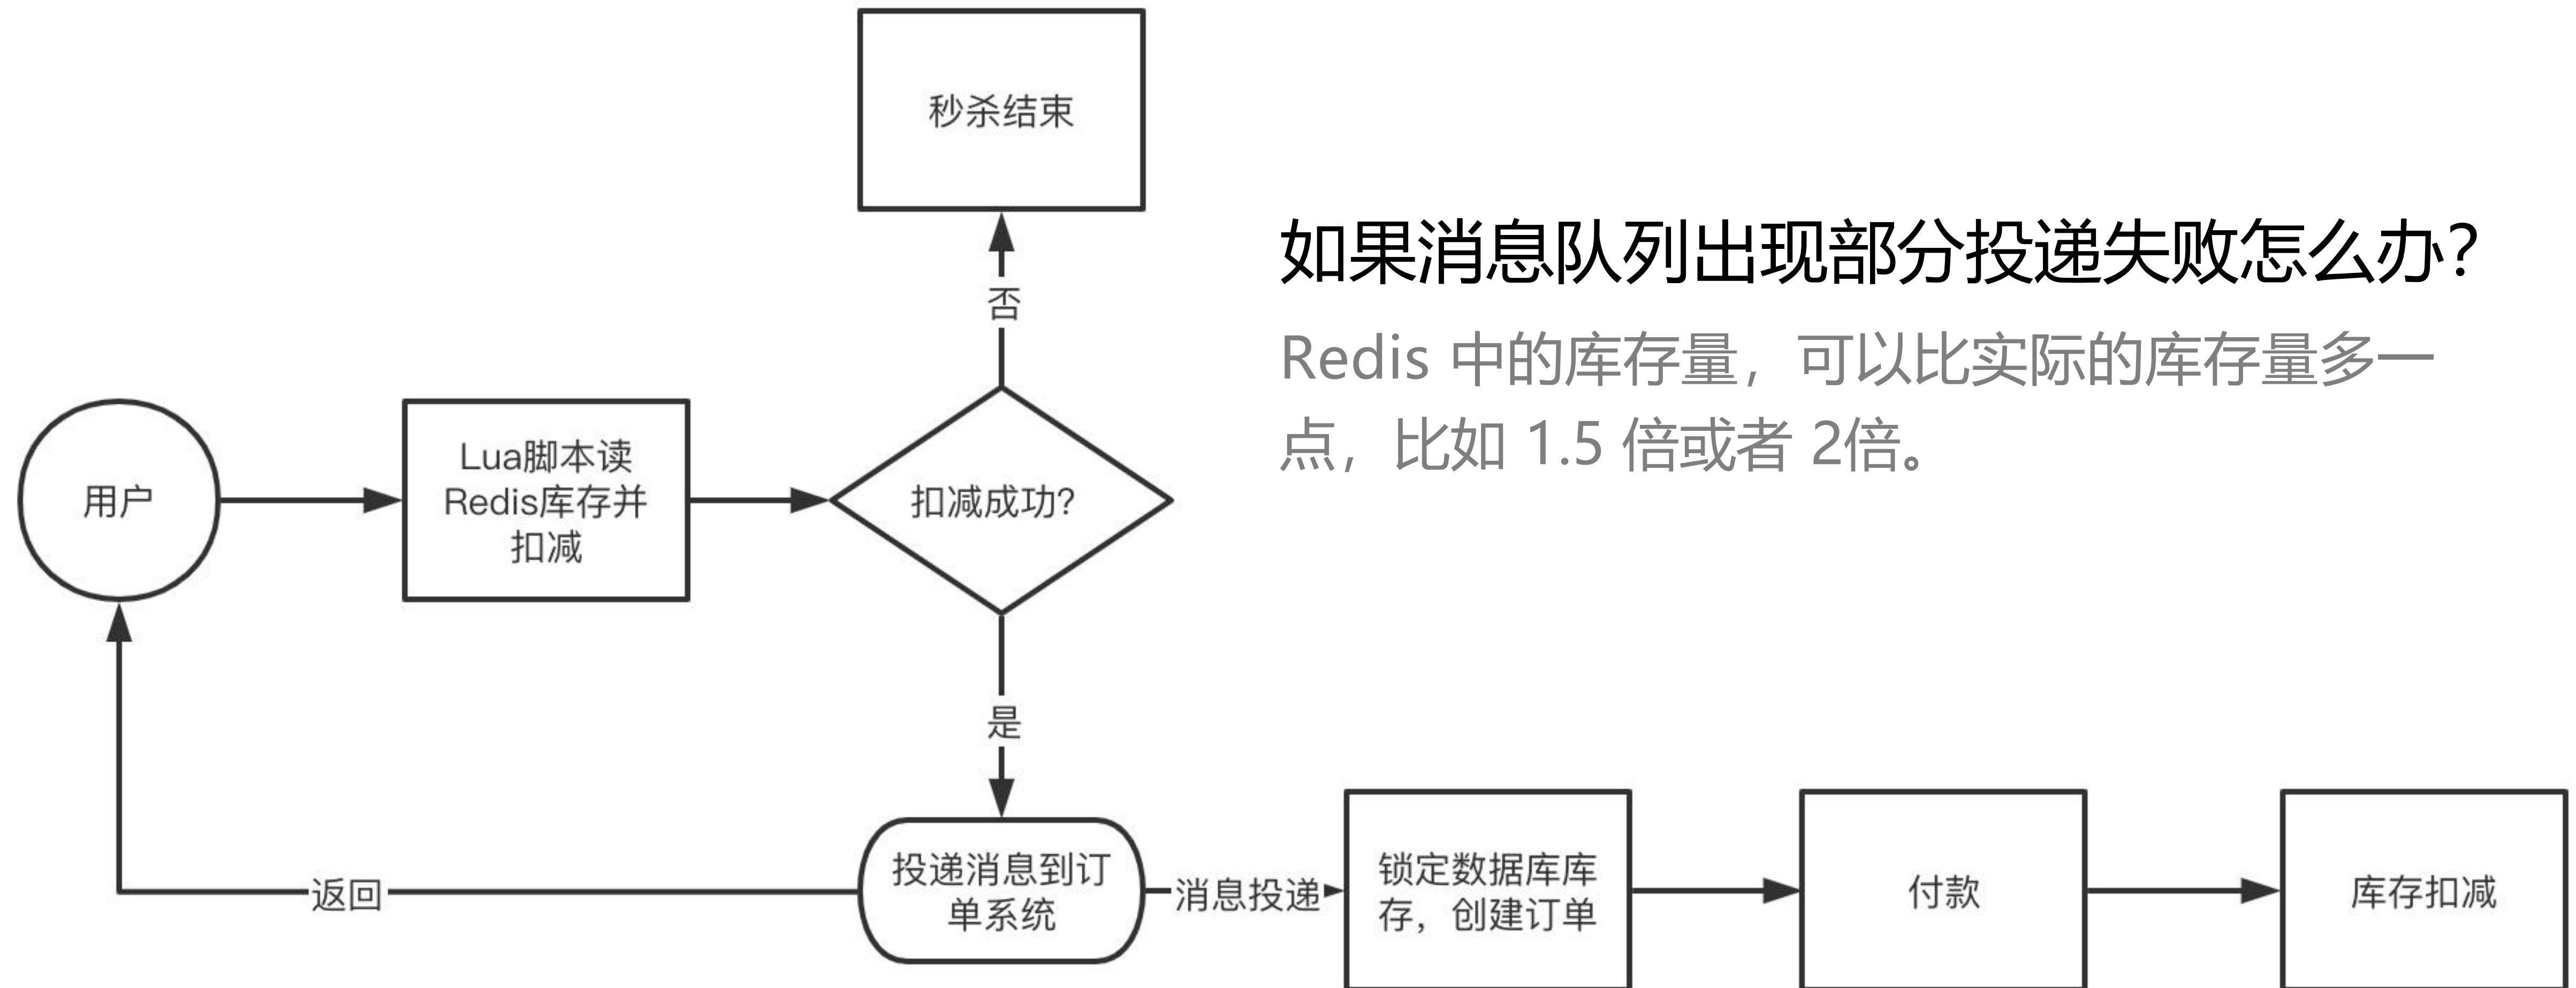 秒杀结束
如果消息队列出现部分投递失败怎么办?
Redis 中的库存量，可以比实际的库存量多一
点，比如 1.5 倍或者 2倍。
否
用户
Lua脚本读
Redis库存并
扣减
扣减成功?
是
投递消息到订
单系统
返回
消息投递
锁定数据库库
存，创建订单
付款
库存扣减